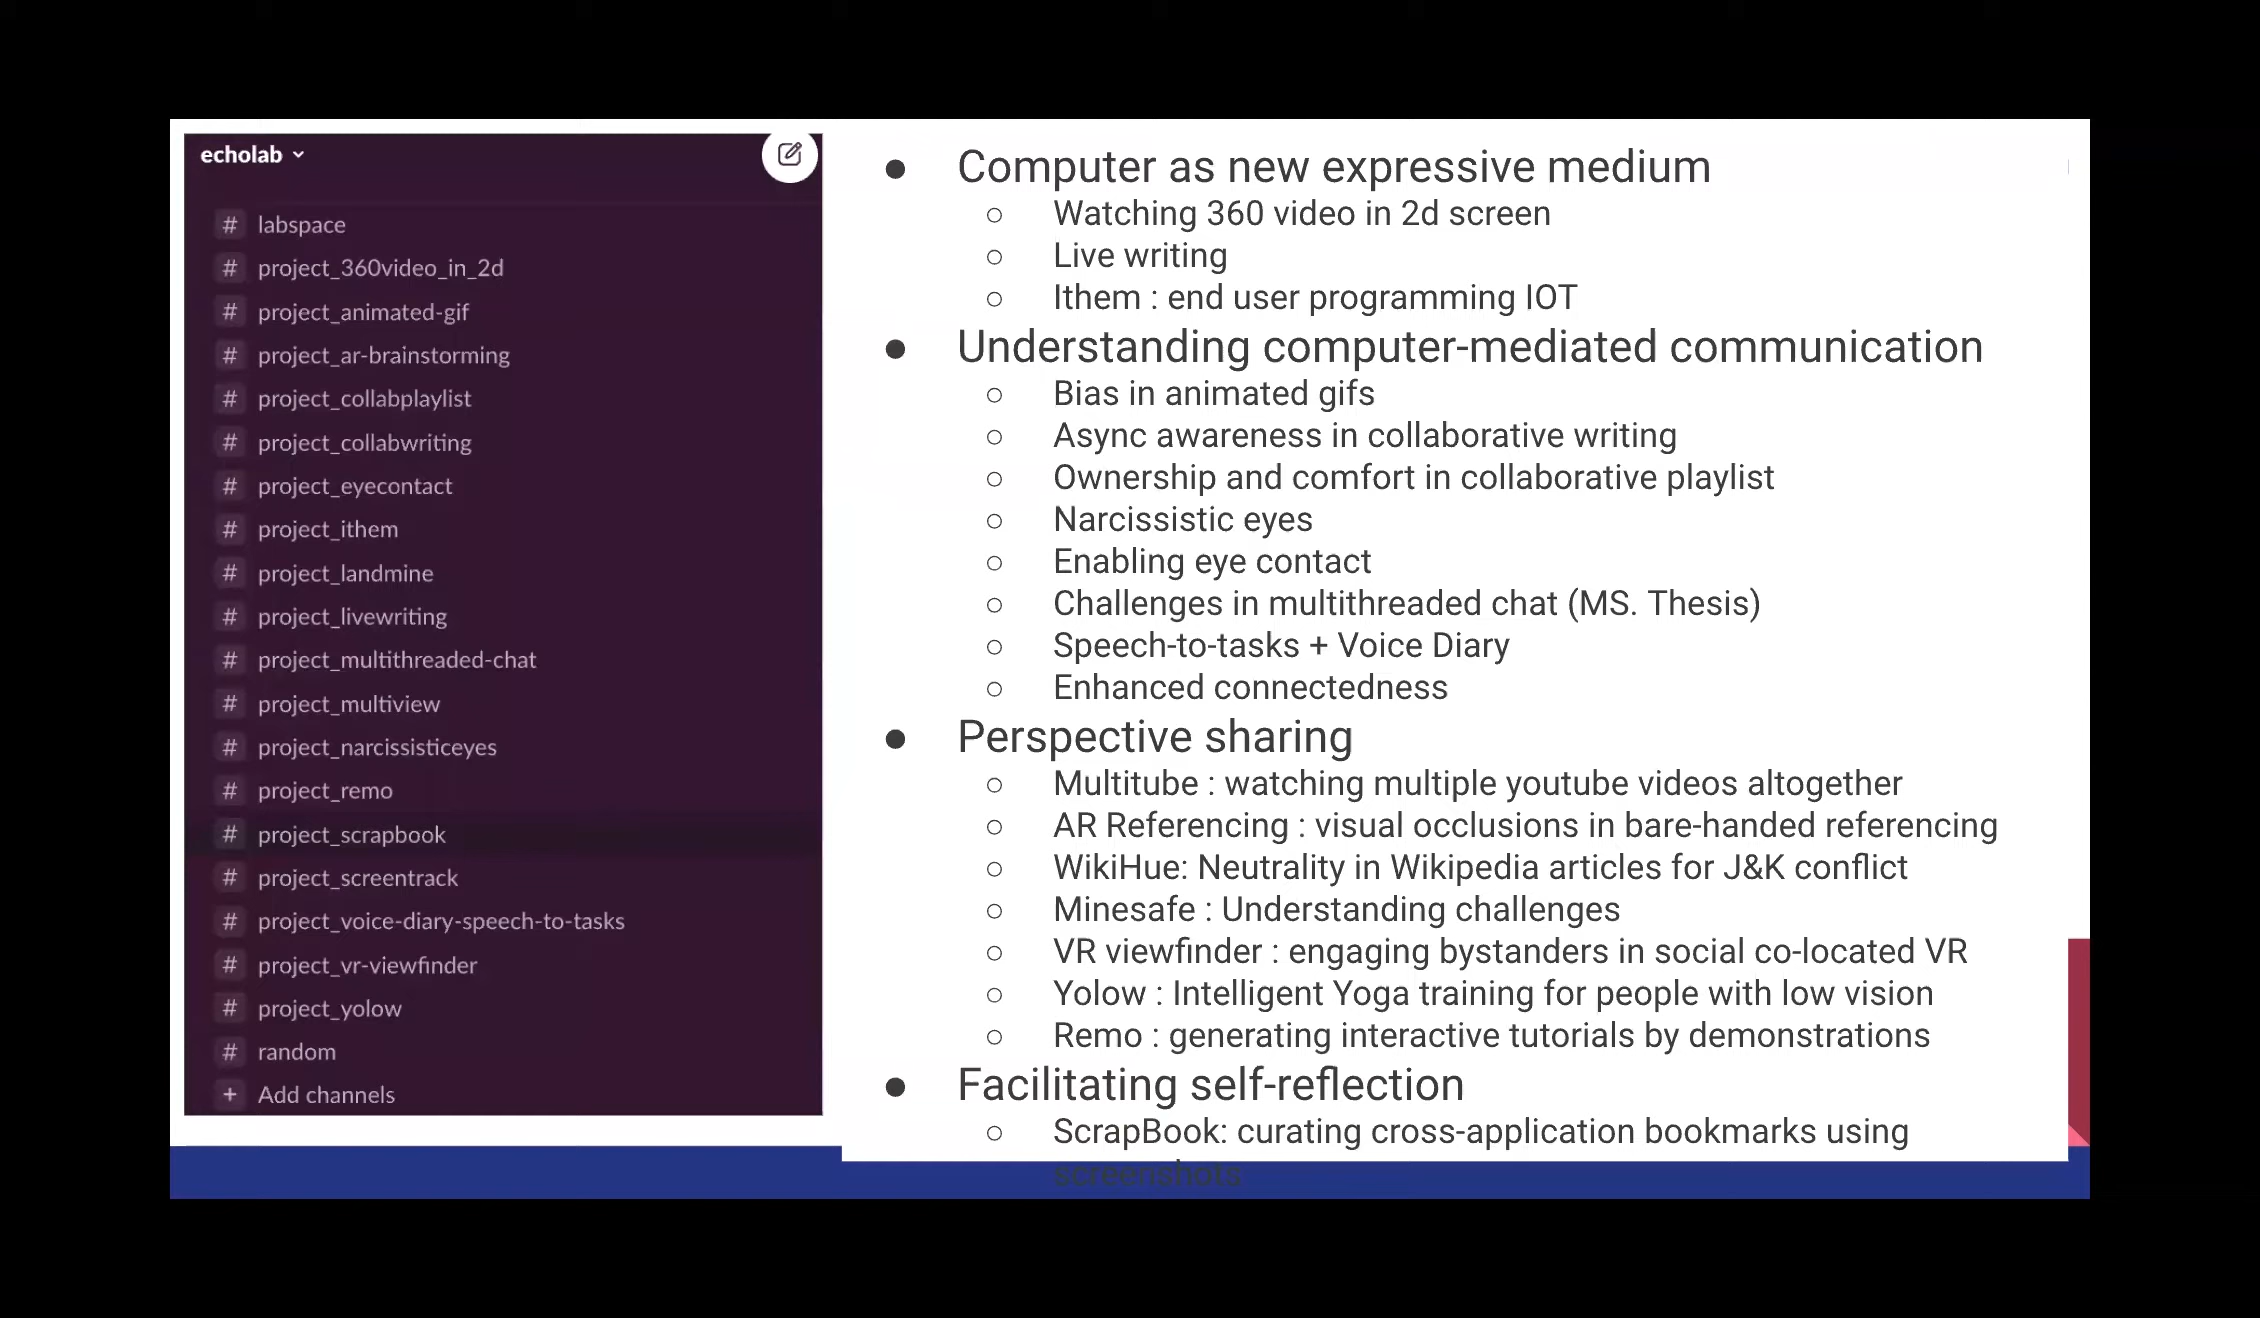 echolab
# labspace
# project_360video_in_2d
# project_animated-gif
# project_ar-brainstorming
# project_collabplaylist
# project_collabwriting
# project_eyecontact
# project_ithem
# project_landmine
# project_livewriting
# project_multithreaded-chat
# project_multiview
# project_narcissisticeyes
# project_remo
# project_scrapbook
# project_screentrack
# project_voice-diary-speech-to-tasks
# project_vr-viewfinder
# project_yolow
# random
+ Add channels
● Computer as new expressive medium
○ Watching 360 video in 2d screen
○ Live writing
○ Ithem : end user programming IOT
● Understanding computer-mediated communication
○ Bias in animated gifs
○ Async awareness in collaborative writing
○ Ownership and comfort in collaborative playlist
○ Narcissistic eyes
○ Enabling eye contact
○ Challenges in multithreaded chat (MS. Thesis)
○ Speech-to-tasks + Voice Diary
○ Enhanced connectedness
● Perspective sharing
○ Multitube : watching multiple youtube videos altogether
○ AR Referencing : visual occlusions in bare-handed referencing
○ WikiHue: Neutrality in Wikipedia articles for J&K conflict
○ Minesafe : Understanding challenges
○ VR viewfinder : engaging bystanders in social co-located VR
○ Yolow : Intelligent Yoga training for people with low vision
○ Remo : generating interactive tutorials by demonstrations
● Facilitating self-reflection
○ ScrapBook: curating cross-application bookmarks using
screenshots